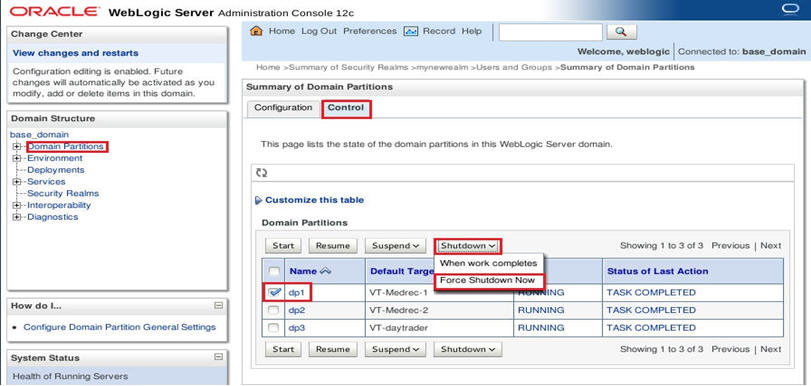 ORACLE WebLogic Server Administration Console 12c
Change Center
View changes and restarts
Configuration editing is enabled. Future
changes will automatically be activated as you
modify, add or delete items in this domain.
Domain Structure
base_domain
Domain Partitions
Environment
Deployments
Services
Security Realms
Interoperability
Diagnostics
How do I...
Configure Domain Partition General Settings
System Status
Health of Running Servers
Home Log Out Preferences Record Help
Welcome, weblogic Connected to: base_domain
Home >Summary of Security Realms >mynewrealm >Users and Groups >Summary of Domain Partitions
Summary of Domain Partitions
Configuration Control
This page lists the state of the domain partitions in this WebLogic Server domain.
Customize this table
Domain Partitions
Start Resume Suspend Shutdown Showing 1 to 3 of 3 Previous | Next
When work completes
Force Shutdown Now
Name Default Targe Status of Last Action
dp1 VT-Medrec-1 RUNNING TASK COMPLETED
dp2 VT-Medrec-2 RUNNING TASK COMPLETED
dp3 VT-daytrader RUNNING TASK COMPLETED
Start Resume Suspend Shutdown Showing 1 to 3 of 3 Previous | Next